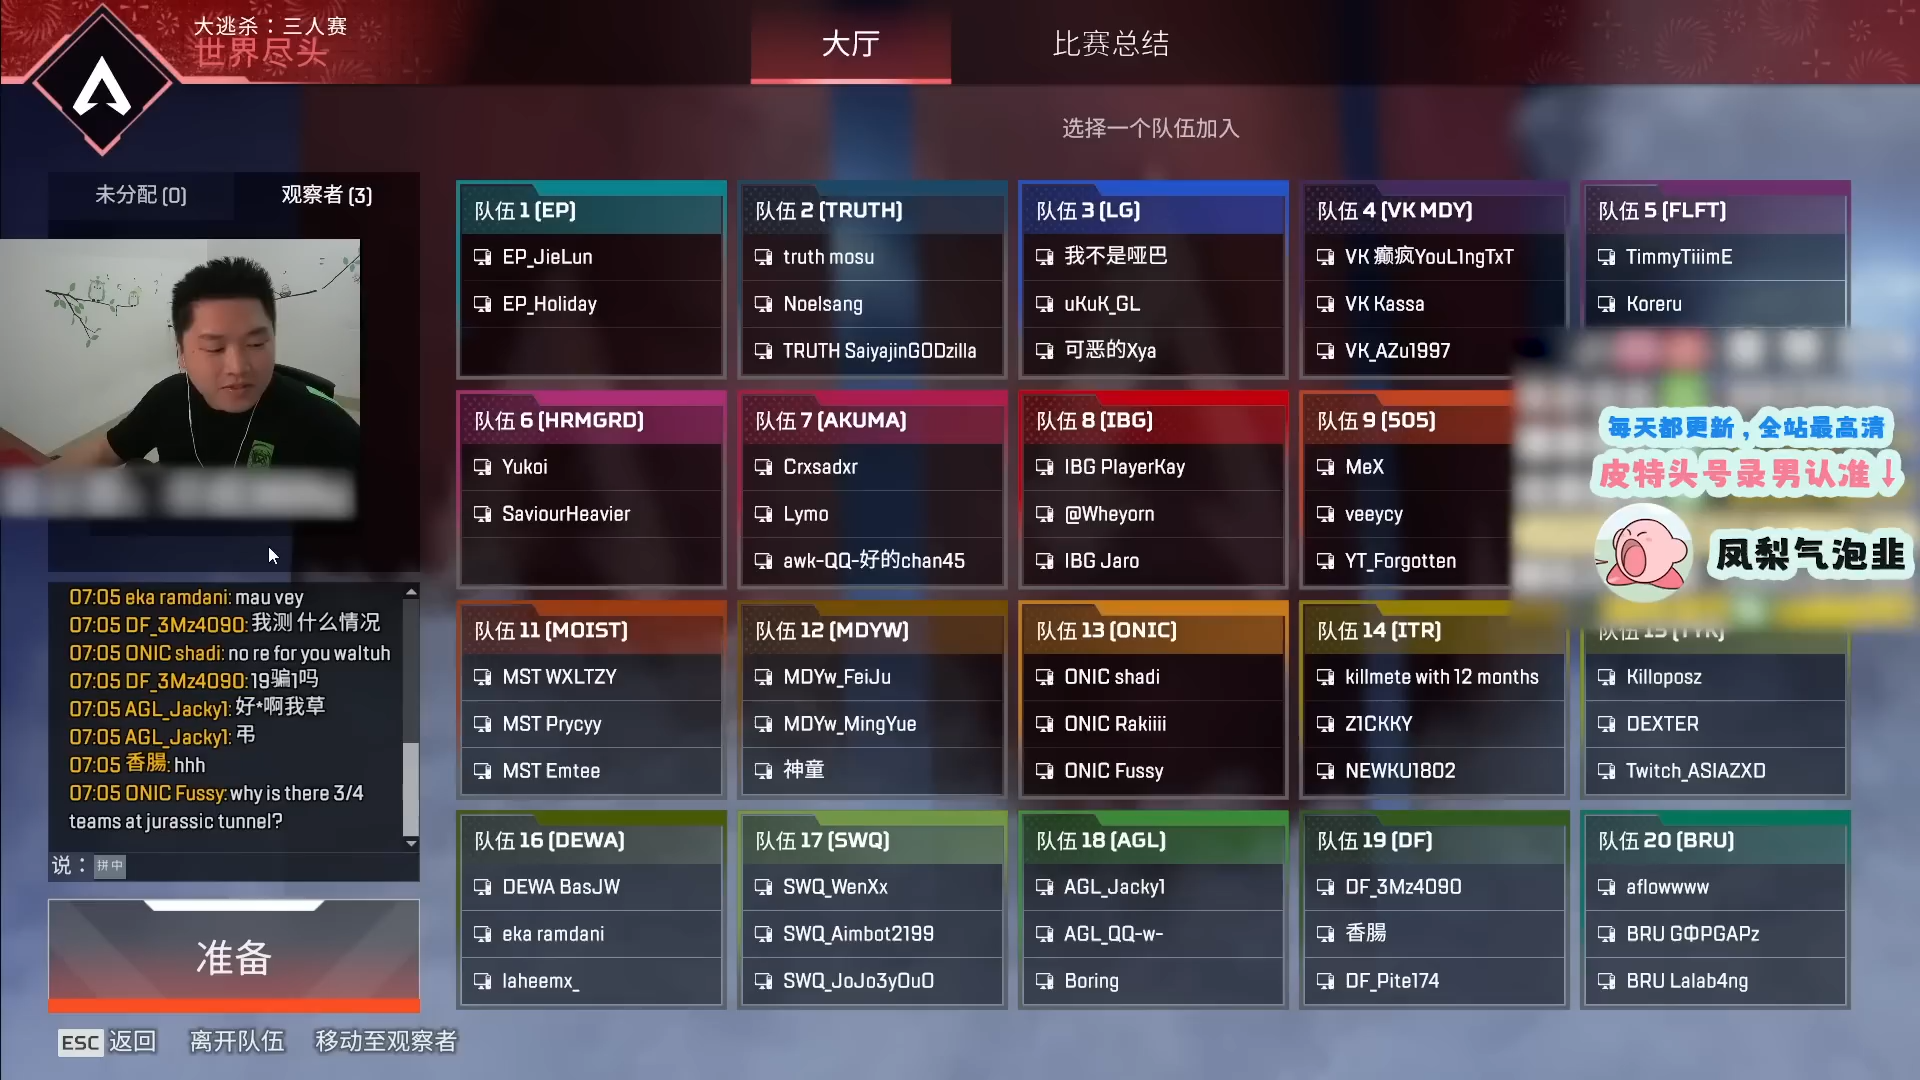 大逃杀：三人赛
世界尽头
大厅
比赛总结
选择一个队伍加入
未分配 (0)
观察者 (3)
队伍 1 (EP)
EP_JieLun
EP_Holiday
队伍 2 (TRUTH)
truth mosu
Noelsang
TRUTH SaiyajinGODzilla
队伍 3 (LG)
我不是哑巴
uKuK_GL
可恶的Xya
队伍 4 (VK MDY)
VK 癫疯YouL1ngTxT
VK Kassa
VK_AZu1997
队伍 5 (FLFT)
TimmyTiiimE
Koreru
队伍 6 (HRMGRD)
Yukoi
SaviourHeavier
队伍 7 (AKUMA)
Crxsadxr
Lymo
awk-QQ-好的chan45
队伍 8 (IBG)
IBG PlayerKay
@Wheyorn
IBG Jaro
队伍 9 (505)
MeX
veeycy
YT_Forgotten
每天都更新，全站最高清
皮特头号录男认准↓
凤梨气泡韭
队伍 11 (MOIST)
MST WXLTZY
MST Prycyy
MST Emtee
队伍 12 (MDYW)
MDYw_FeiJu
MDYw_MingYue
神童
队伍 13 (ONIC)
ONIC shadi
ONIC Rakiiii
ONIC Fussy
队伍 14 (ITR)
killmete with 12 months
Z1CKKY
NEWKU1802
队伍 15 (TYR)
Killoposz
DEXTER
Twitch_ASIAZXD
队伍 16 (DEWA)
DEWA BasJW
eka ramdani
laheemx_
队伍 17 (SWQ)
SWQ_WenXx
SWQ_Aimbot2199
SWQ_JoJo3yOuO
队伍 18 (AGL)
AGL_Jacky1
AGL_QQ-w-
Boring
队伍 19 (DF)
DF_3Mz4090
香腸
DF_Pite174
队伍 20 (BRU)
aflowwww
BRU GФPGAPz
BRU Lalab4ng
07:05 eka ramdani: mau vey
07:05 DF_3Mz4090: 我测 什么情况
07:05 ONIC shadi: no re for you waltuh
07:05 DF_3Mz4090: 19骗1吗
07:05 AGL_Jacky1: 好*啊我草
07:05 AGL_Jacky1: 弔
07:05 香腸: hhh
07:05 ONIC Fussy: why is there 3/4
teams at jurassic tunnel?
说： 拼中
准备
ESC 返回
离开队伍
移动至观察者